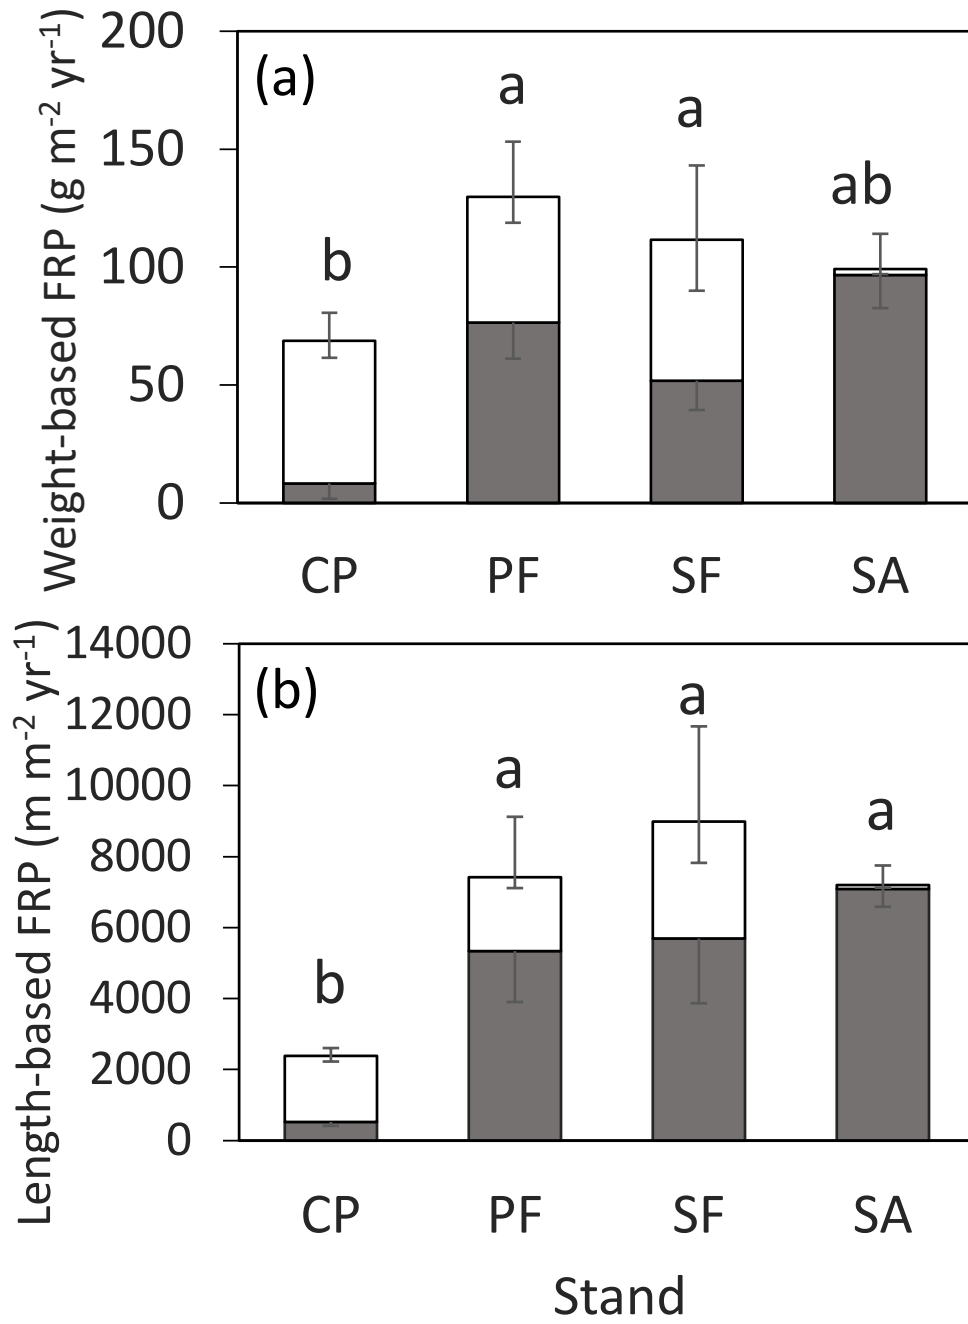 Weight-based FRP (g m⁻² yr⁻¹)
200
150
100
50
0
(a)
b
a
a
ab
CP PF SF SA
Length-based FRP (m m⁻² yr⁻¹)
14000
12000
10000
8000
6000
4000
2000
0
(b)
b
a
a
a
CP PF SF SA
Stand